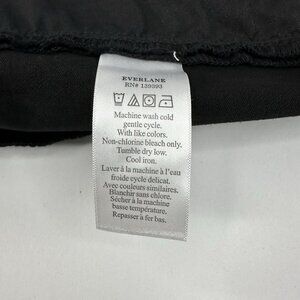 EVERLANE
RN# 139393
Machine wash cold
gentle cycle.
With like colors.
Non-chlorine bleach only.
Tumble dry low.
Cool iron.
Laver à la machine à l'eau
froide cycle délicat.
Avec couleurs similaires.
Blanchir sans chlore.
Sécher à la machine
basse température.
Repasser à fer bas.